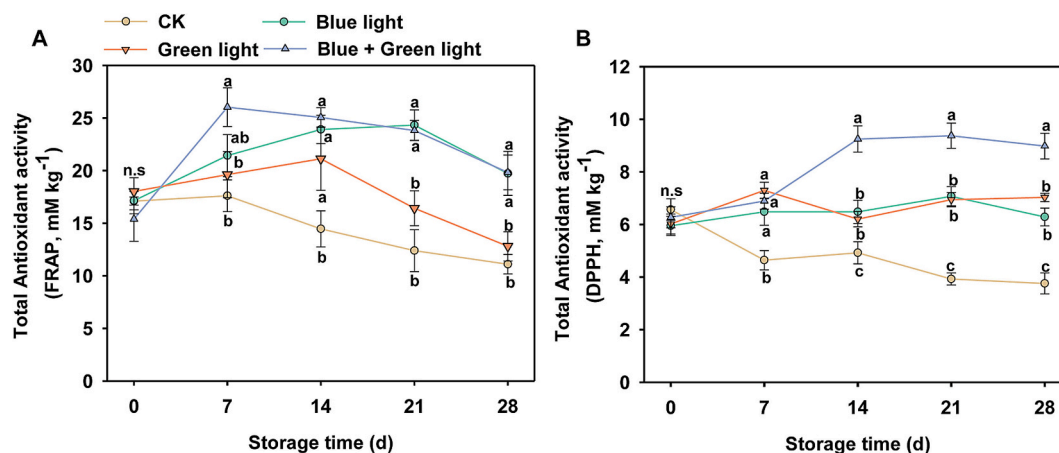 CK
Blue light
Green light
Blue + Green light
A
Total Antioxidant activity
(FRAP, mM kg-1)
30
25
20
15
10
5
0
n.s
a
ab
b
b
a
a
b
a
a
b
b
a
a
b
b
0 7 14 21 28
Storage time (d)
B
Total Antioxidant activity
(DPPH, mM kg-1)
12
10
8
6
4
2
0
n.s
a
a
a
b
a
b
b
c
a
b
b
c
a
b
b
c
0 7 14 21 28
Storage time (d)